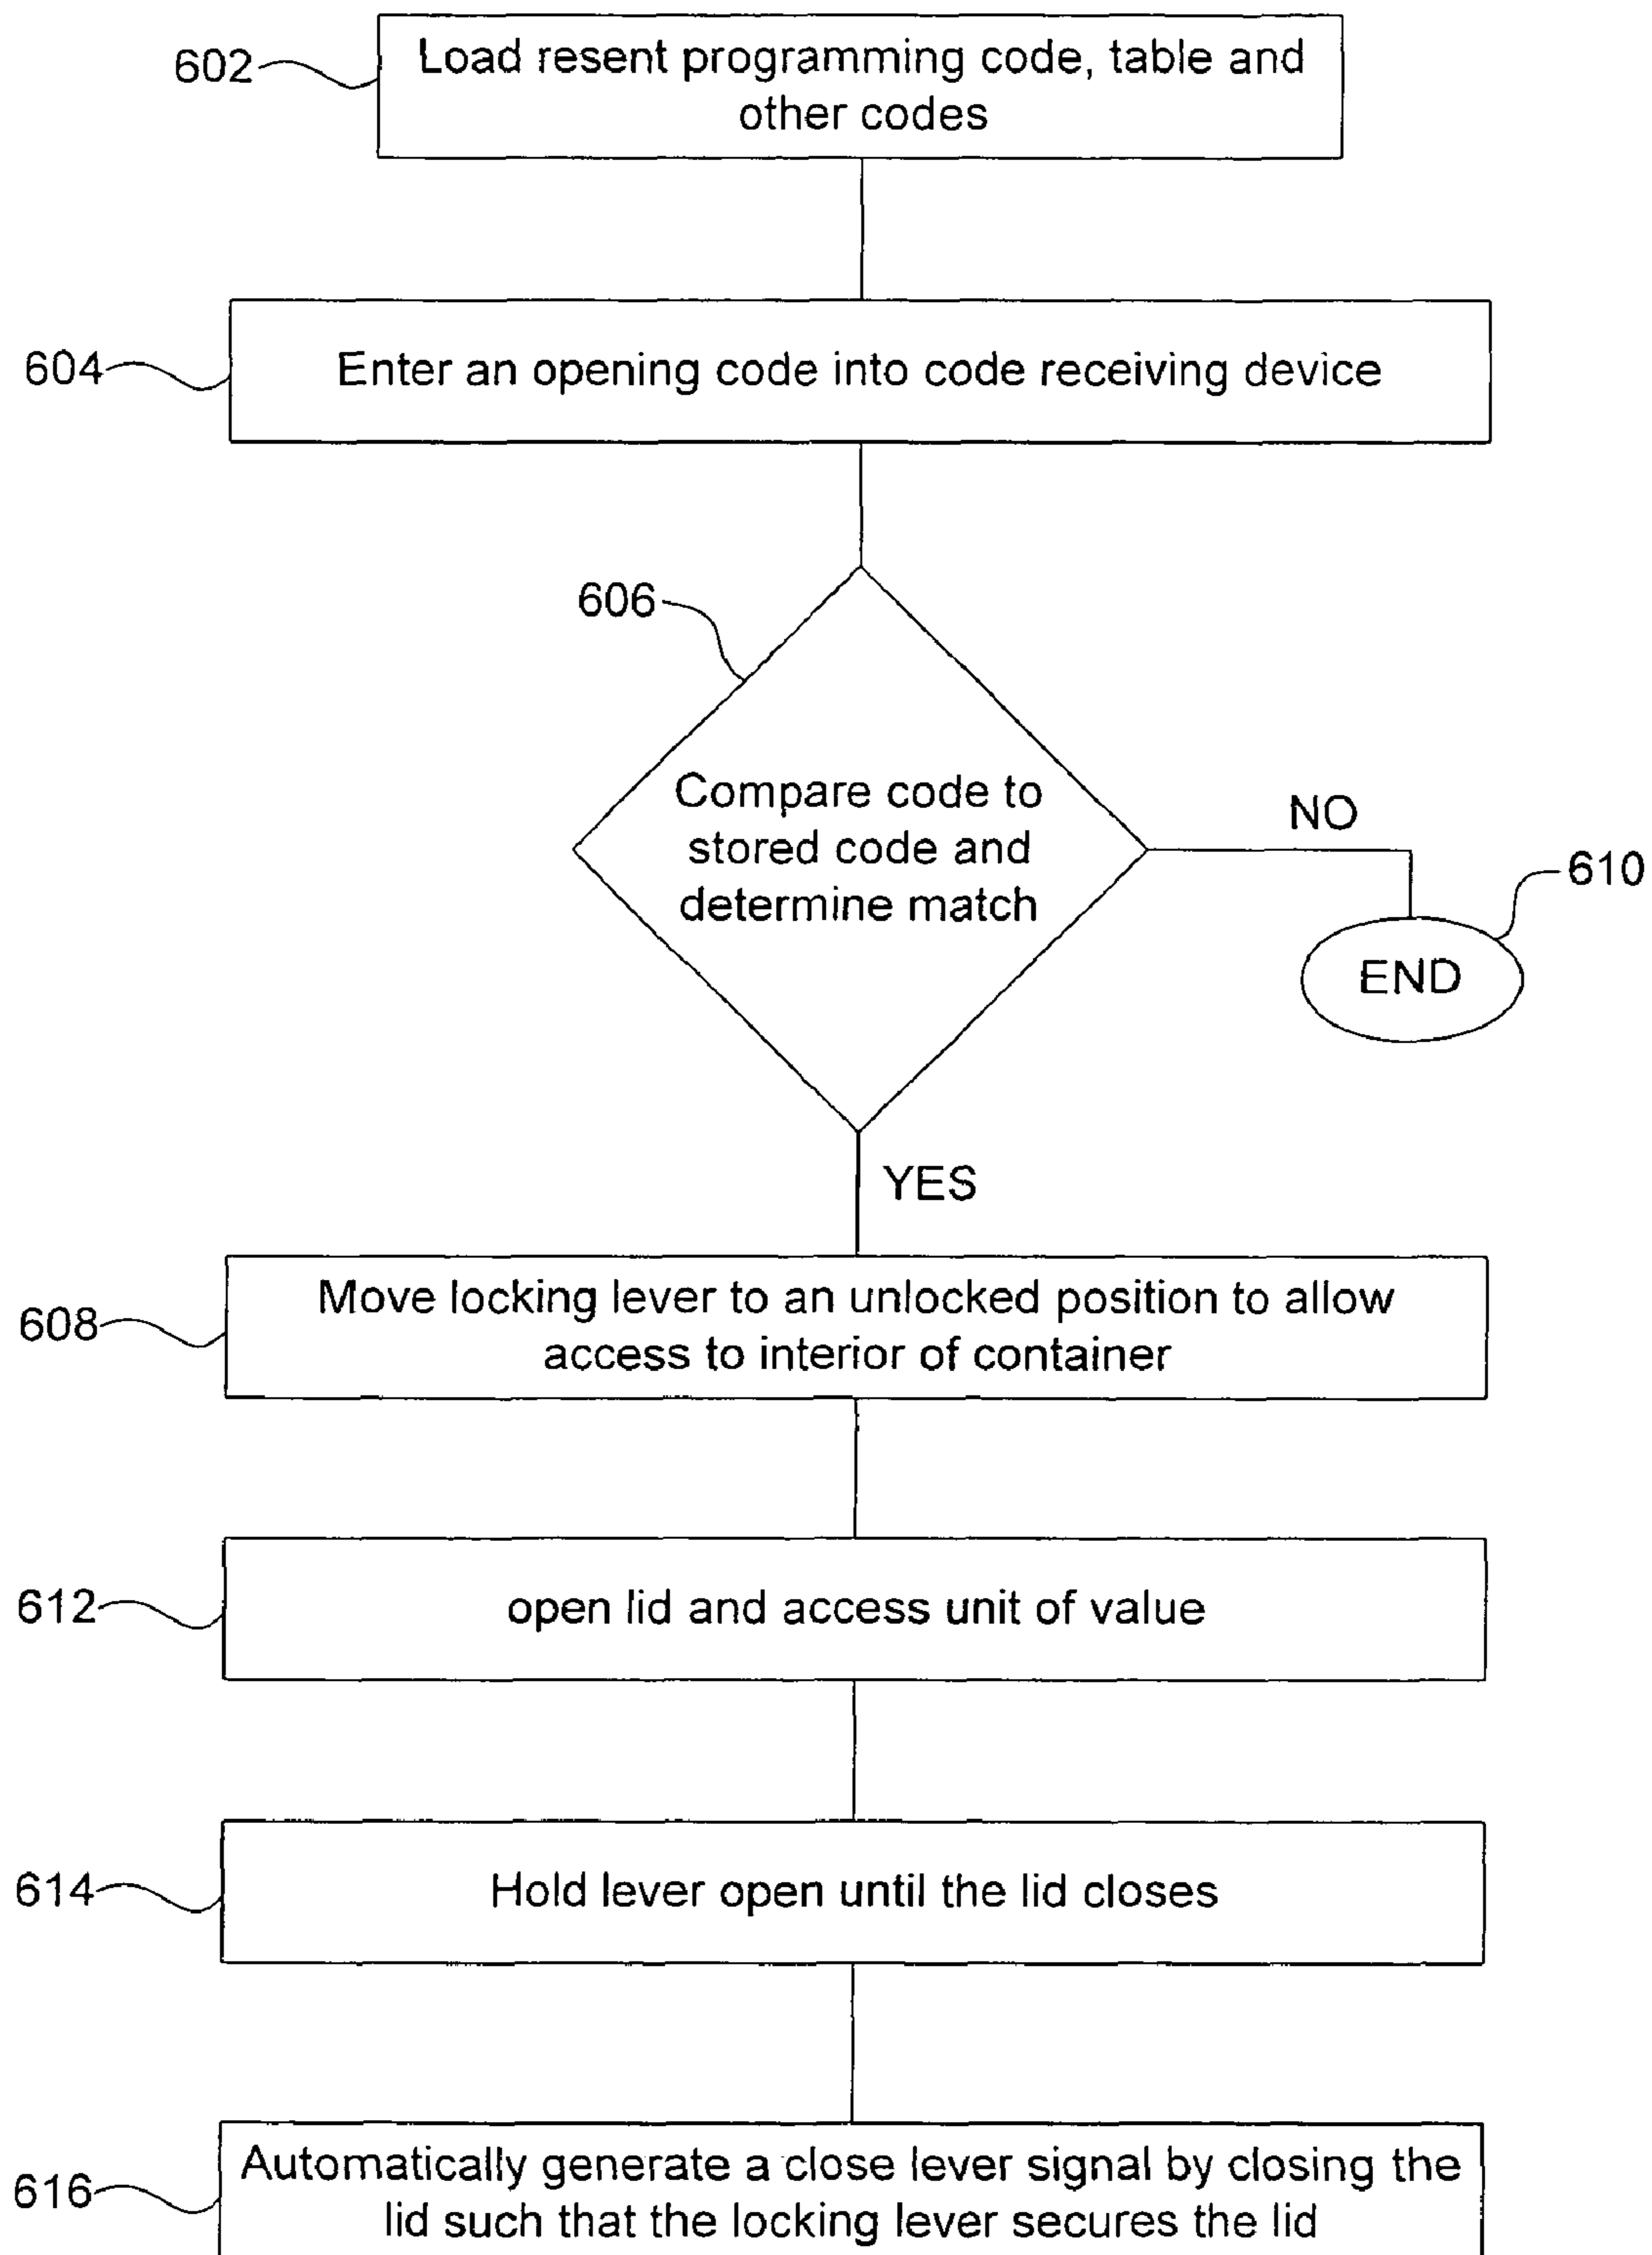 602
Load resent programming code, table and
other codes
604
Enter an opening code into code receiving device
606
Compare code to
stored code and
determine match
NO
610
END
YES
608
Move locking lever to an unlocked position to allow
access to interior of container
612
open lid and access unit of value
614
Hold lever open until the lid closes
616
Automatically generate a close lever signal by closing the
lid such that the locking lever secures the lid